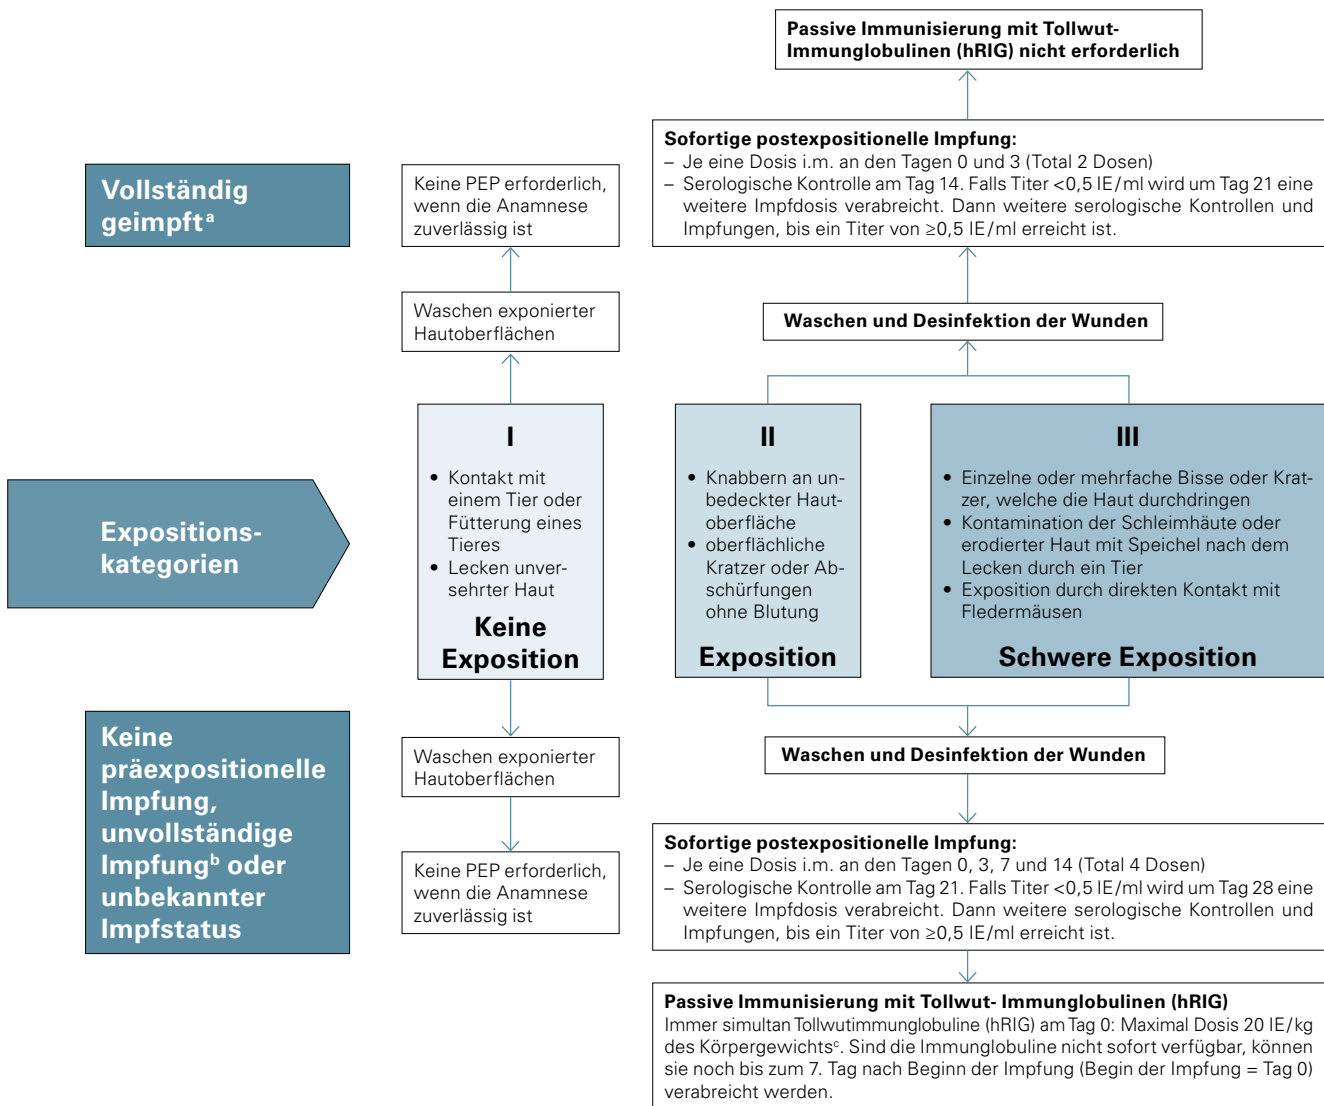 Passive Immunisierung mit Tollwut-
Immunglobulinen (hRIG) nicht erforderlich
Vollständig
geimpftᵃ
Keine PEP erforderlich,
wenn die Anamnese
zuverlässig ist
Sofortige postexpositionelle Impfung:
– Je eine Dosis i.m. an den Tagen 0 und 3 (Total 2 Dosen)
– Serologische Kontrolle am Tag 14. Falls Titer <0,5 IE/ml wird um Tag 21 eine
weitere Impfdosis verabreicht. Dann weitere serologische Kontrollen und
Impfungen, bis ein Titer von ≥0,5 IE/ml erreicht ist.
Waschen exponierter
Hautoberflächen
Waschen und Desinfektion der Wunden
Expositions-
kategorien
I
• Kontakt mit
einem Tier oder
Fütterung eines
Tieres
• Lecken unver-
sehrter Haut
Keine
Exposition
II
• Knabbern an un-
bedeckter Haut-
oberfläche
• oberflächliche
Kratzer oder Ab-
schürfungen
ohne Blutung
Exposition
III
• Einzelne oder mehrfache Bisse oder Krat-
zer, welche die Haut durchdringen
• Kontamination der Schleimhäute oder
erodierter Haut mit Speichel nach dem
Lecken durch ein Tier
• Exposition durch direkten Kontakt mit
Fledermäusen
Schwere Exposition
Keine
präexpositionelle
Impfung,
unvollständige
Impfungᵇ oder
unbekannter
Impfstatus
Waschen exponierter
Hautoberflächen
Keine PEP erforderlich,
wenn die Anamnese
zuverlässig ist
Waschen und Desinfektion der Wunden
Sofortige postexpositionelle Impfung:
– Je eine Dosis i.m. an den Tagen 0, 3, 7 und 14 (Total 4 Dosen)
– Serologische Kontrolle am Tag 21. Falls Titer <0,5 IE/ml wird um Tag 28 eine
weitere Impfdosis verabreicht. Dann weitere serologische Kontrollen und
Impfungen, bis ein Titer von ≥0,5 IE/ml erreicht ist.
Passive Immunisierung mit Tollwut- Immunglobulinen (hRIG)
Immer simultan Tollwutimmunglobuline (hRIG) am Tag 0: Maximal Dosis 20 IE/kg
des Körpergewichtsᶜ. Sind die Immunglobuline nicht sofort verfügbar, können
sie noch bis zum 7. Tag nach Beginn der Impfung (Begin der Impfung = Tag 0)
verabreicht werden.